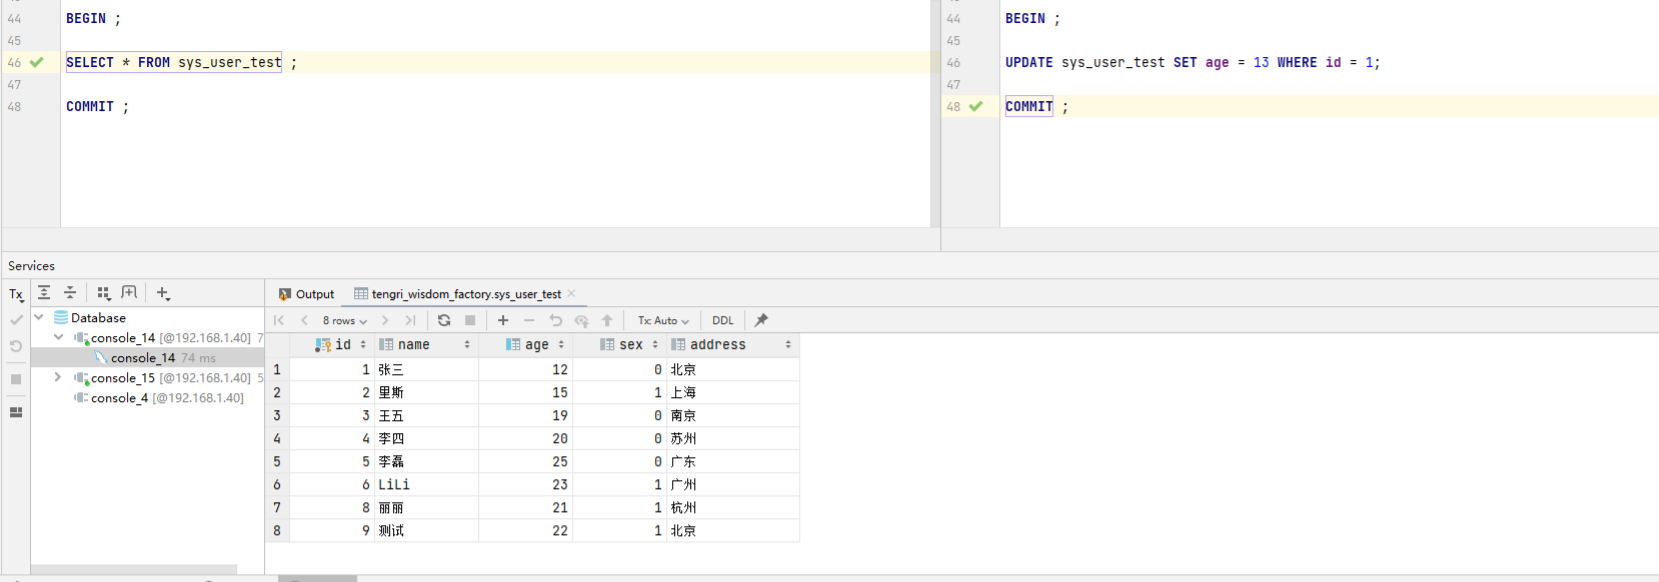 44 BEGIN ;
45
46 SELECT * FROM sys_user_test ;
47
48 COMMIT ;
44 BEGIN ;
45
46 UPDATE sys_user_test SET age = 13 WHERE id = 1;
47
48 COMMIT ;
Services
Tx
Database
console_14 [@192.168.1.40] 7
console_14 74 ms
console_15 [@192.168.1.40] 5
console_4 [@192.168.1.40]
Output tengri_wisdom_factory.sys_user_test
8 rows Tx: Auto DDL
id name age sex address
1 1 张三 12 0 北京
2 2 里斯 15 1 上海
3 3 王五 19 0 南京
4 4 李四 20 0 苏州
5 5 李磊 25 0 广东
6 6 LiLi 23 1 广州
7 8 丽丽 21 1 杭州
8 9 测试 22 1 北京